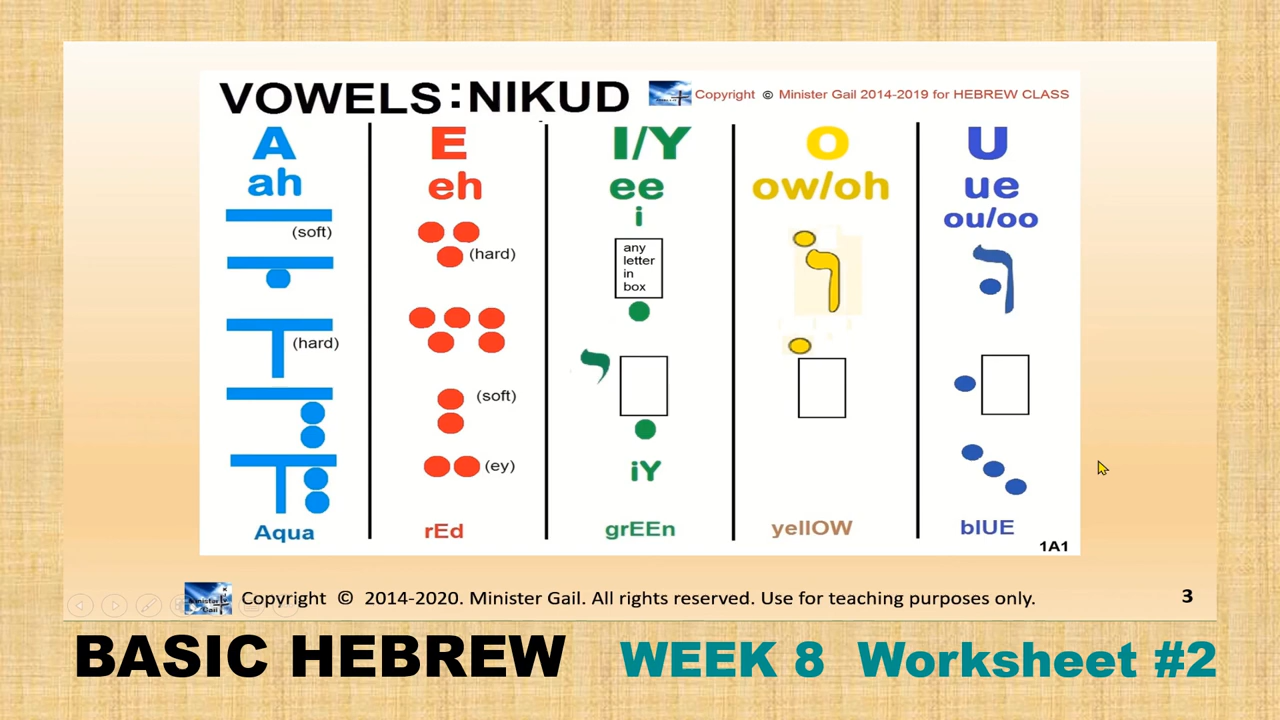 VOWELS:NIKUD
Copyright © Minister Gail 2014-2019 for HEBREW CLASS
A
ah
(soft)
(hard)
Aqua
E
eh
(hard)
(soft)
(ey)
rEd
I/Y
ee
i
any
letter
in
box
י
iY
grEEn
O
ow/oh
ו
yellOW
U
ue
ou/oo
ו
blUE
1A1
Minister
Gail
Copyright © 2014-2020. Minister Gail. All rights reserved. Use for teaching purposes only.
3
BASIC HEBREW WEEK 8 Worksheet #2